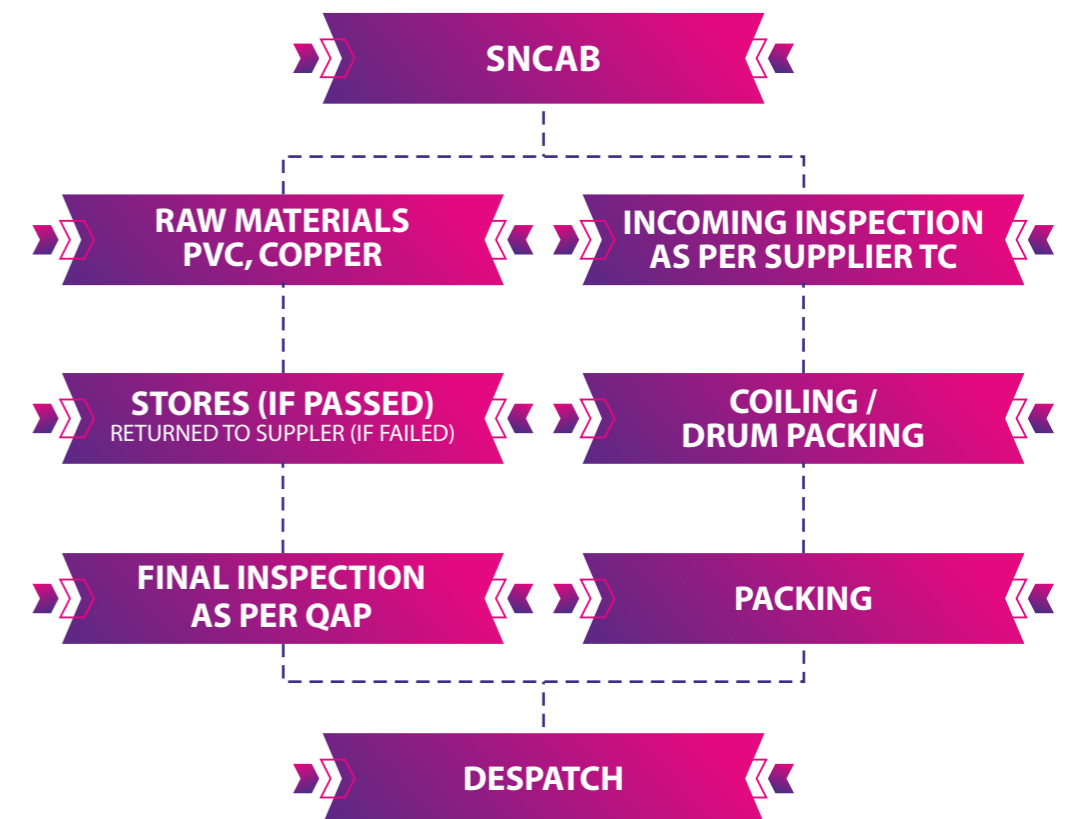 SNCAB
RAW MATERIALS
PVC, COPPER
INCOMING INSPECTION
AS PER SUPPLIER TC
STORES (IF PASSED)
RETURNED TO SUPPLER (IF FAILED)
COILING /
DRUM PACKING
FINAL INSPECTION
AS PER QAP
PACKING
DESPATCH